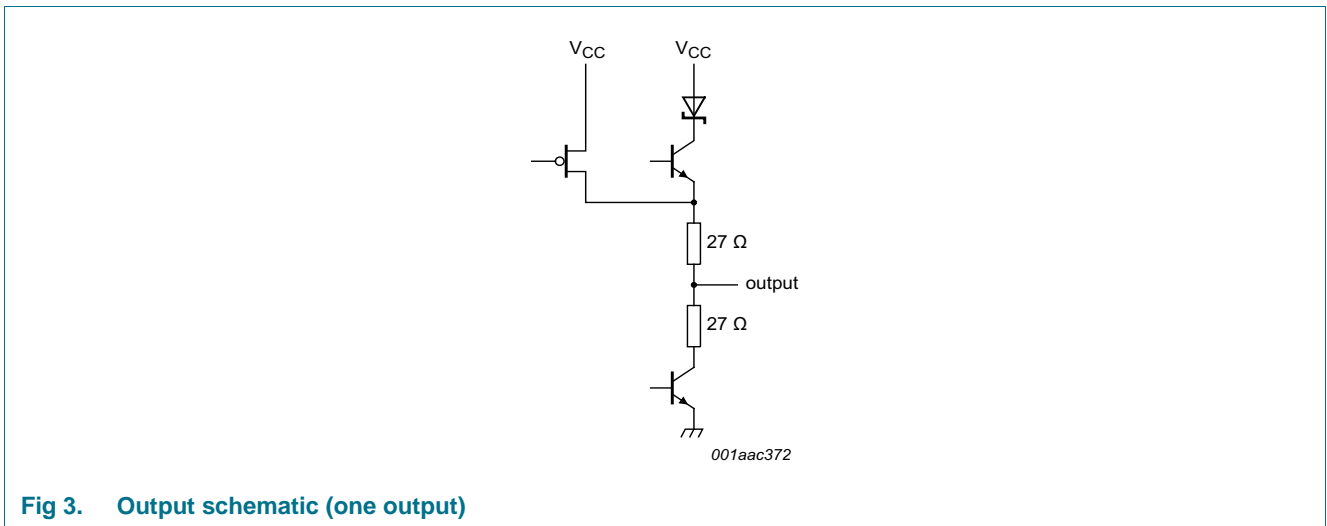 VCC VCC
27 Ω
output
27 Ω
001aac372
Fig 3. Output schematic (one output)